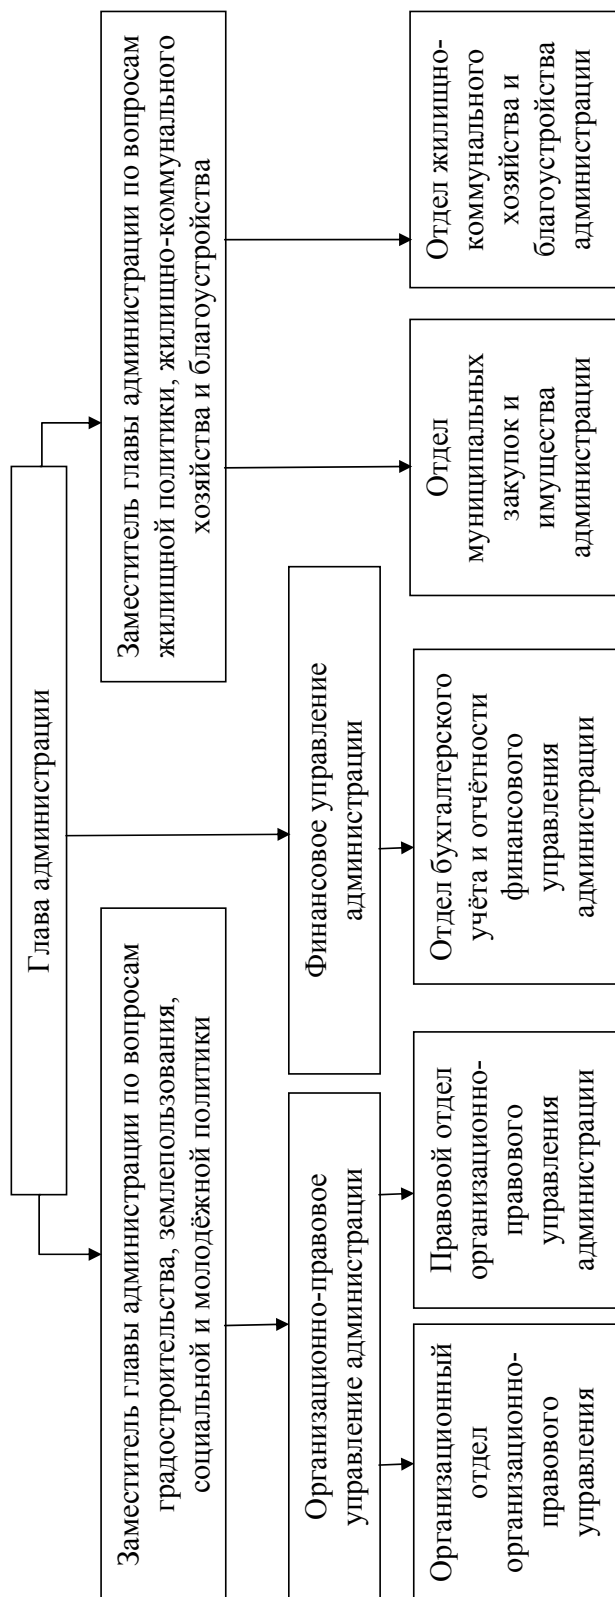 Глава администрации
Заместитель главы администрации по вопросам
градостроительства, землепользования,
социальной и молодёжной политики
Заместитель главы администрации по вопросам
жилищной политики, жилищно-коммунального
хозяйства и благоустройства
Организационно-правовое
управление администрации
Финансовое управление
администрации
Организационный
отдел
организационно-
правового
управления
Правовой отдел
организационно-
правового
управления
администрации
Отдел бухгалтерского
учёта и отчётности
финансового
управления
администрации
Отдел
муниципальных
закупок и
имущества
администрации
Отдел жилищно-
коммунального
хозяйства и
благоустройства
администрации